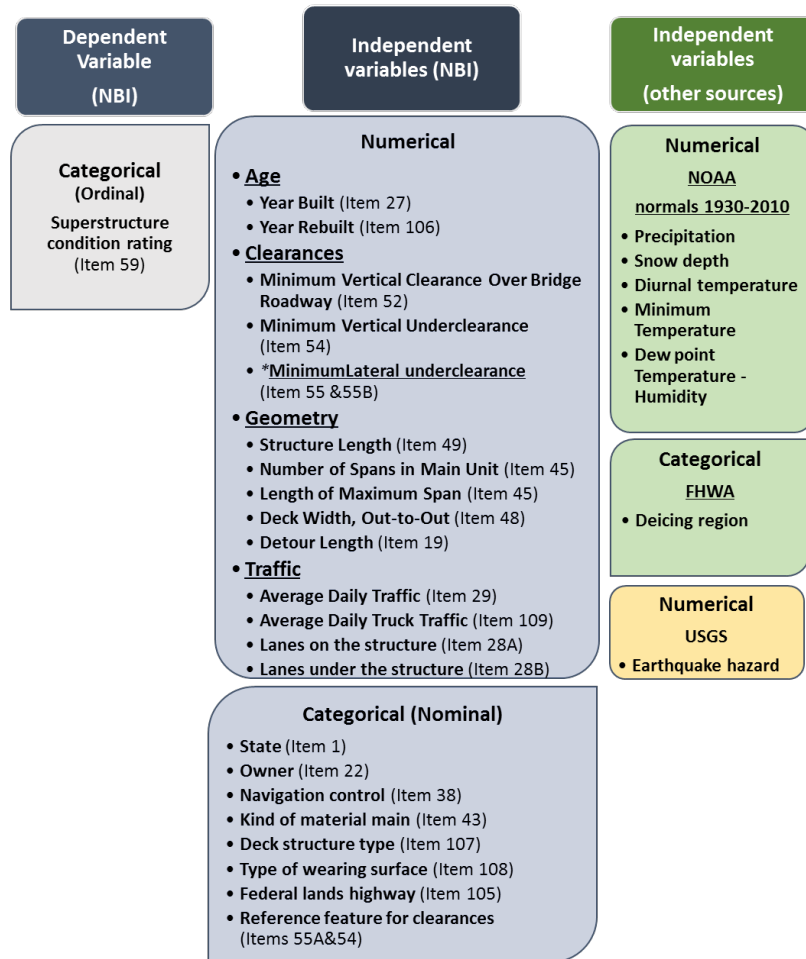 Dependent
Variable
(NBI)
Categorical
(Ordinal)
Superstructure
condition rating
(Item 59)
Independent
variables (NBI)
Numerical
• Age
• Year Built (Item 27)
• Year Rebuilt (Item 106)
• Clearances
• Minimum Vertical Clearance Over Bridge
Roadway (Item 52)
• Minimum Vertical Underclearance
(Item 54)
• *MinimumLateral underclearance
(Item 55 &55B)
• Geometry
• Structure Length (Item 49)
• Number of Spans in Main Unit (Item 45)
• Length of Maximum Span (Item 45)
• Deck Width, Out-to-Out (Item 48)
• Detour Length (Item 19)
• Traffic
• Average Daily Traffic (Item 29)
• Average Daily Truck Traffic (Item 109)
• Lanes on the structure (Item 28A)
• Lanes under the structure (Item 28B)
Categorical (Nominal)
• State (Item 1)
• Owner (Item 22)
• Navigation control (Item 38)
• Kind of material main (Item 43)
• Deck structure type (Item 107)
• Type of wearing surface (Item 108)
• Federal lands highway (Item 105)
• Reference feature for clearances
(Items 55A&54)
Independent
variables
(other sources)
Numerical
NOAA
normals 1930-2010
• Precipitation
• Snow depth
• Diurnal temperature
• Minimum
Temperature
• Dew point
Temperature -
Humidity
Categorical
FHWA
• Deicing region
Numerical
USGS
• Earthquake hazard